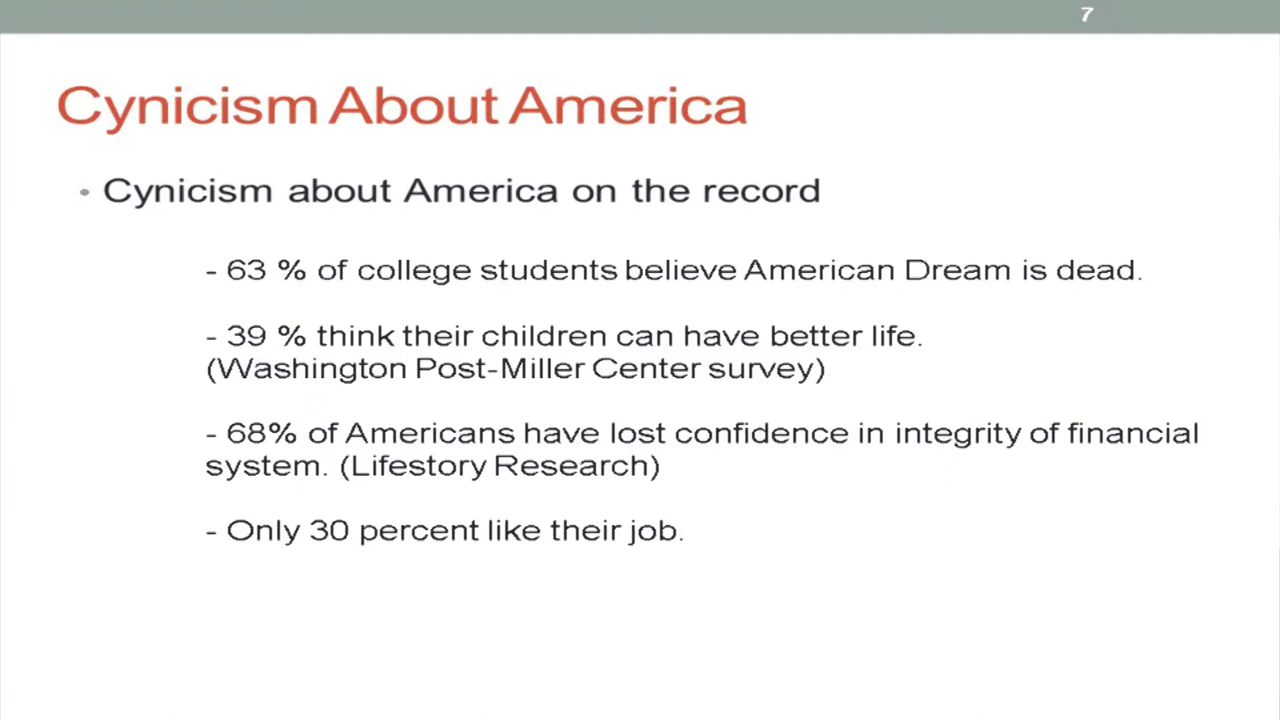 7
Cynicism About America
• Cynicism about America on the record
- 63 % of college students believe American Dream is dead.
- 39 % think their children can have better life.
(Washington Post-Miller Center survey)
- 68% of Americans have lost confidence in integrity of financial
system. (Lifestory Research)
- Only 30 percent like their job.